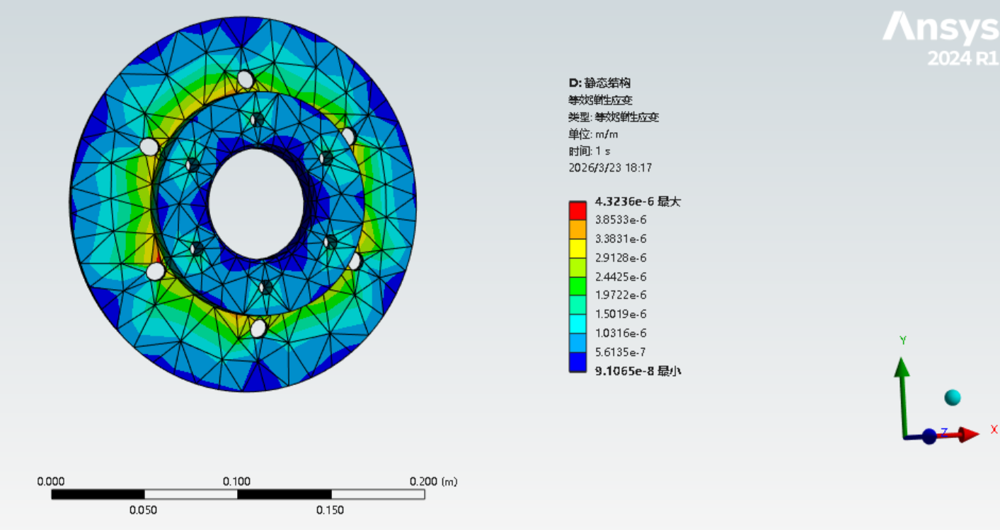 Ansys
2024 R1
D: 静态结构
等效弹性应变
类型: 等效弹性应变
单位: m/m
时间: 1 s
2026/3/23 18:17
4.3236e-6 最大
3.8533e-6
3.3831e-6
2.9128e-6
2.4425e-6
1.9722e-6
1.5019e-6
1.0316e-6
5.6135e-7
9.1065e-8 最小
Y
Z
X
0.000
0.100
0.200 (m)
0.050
0.150